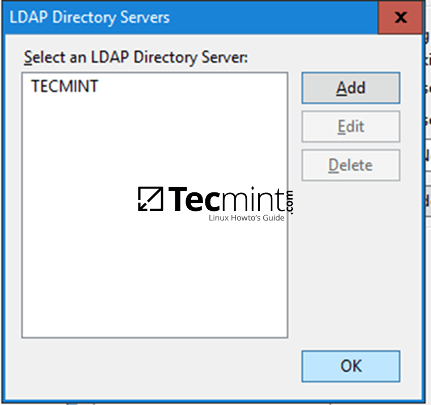 LDAP Directory Servers
Select an LDAP Directory Server:
TECMINT
Add
Edit
Delete
Tecmint.com
Linux Howto's Guide
OK